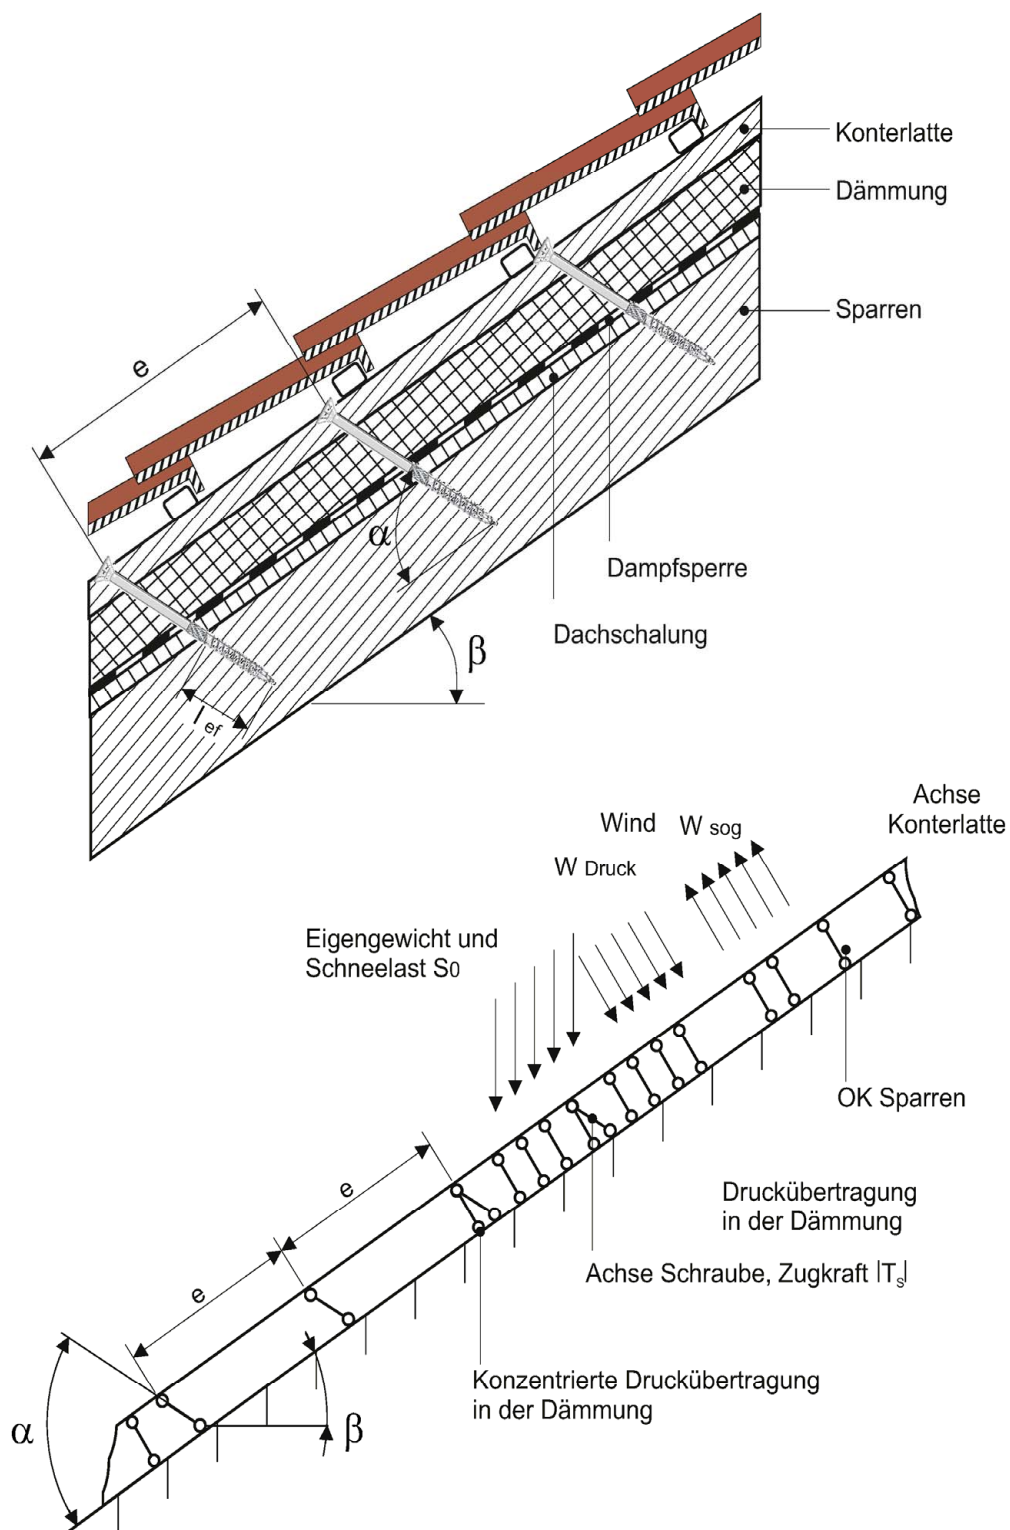 Konterlatte
Dämmung
Sparren
e
α
Dampfsperre
Dachschalung
β
l ef
Achse
Konterlatte
Wind W sog
W Druck
Eigengewicht und
Schneelast S0
OK Sparren
e
Druckübertragung
in der Dämmung
Achse Schraube, Zugkraft |Ts|
e
Konzentrierte Druckübertragung
in der Dämmung
α
β